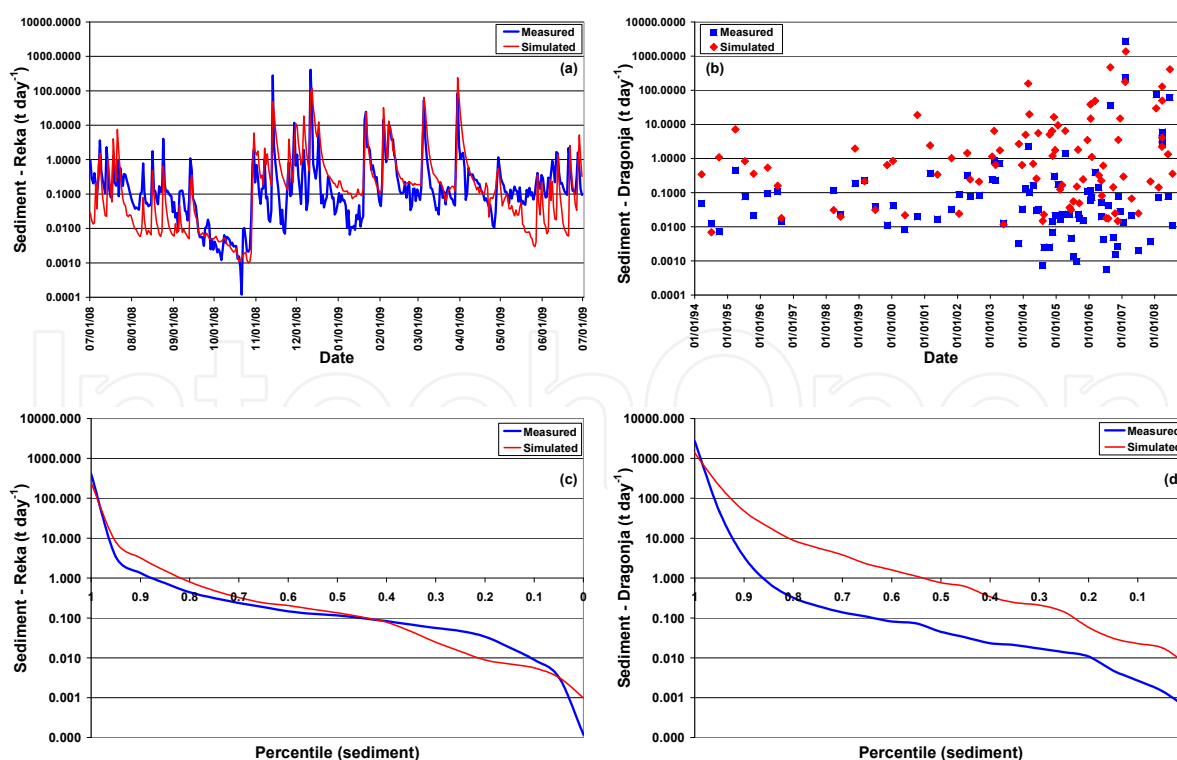 10000.0000
1000.0000
100.0000
10.0000
1.0000
0.1000
0.0100
0.0010
0.0001
Sediment - Reka (t day-1)
Measured
Simulated
(a)
07/01/08
08/01/08
09/01/08
10/01/08
11/01/08
12/01/08
01/01/09
02/01/09
03/01/09
04/01/09
05/01/09
06/01/09
07/01/09
Date
10000.0000
1000.0000
100.0000
10.0000
1.0000
0.1000
0.0100
0.0010
0.0001
Sediment - Dragonja (t day-1)
Measured
Simulated
(b)
01/01/94
01/01/95
01/01/96
01/01/97
01/01/98
01/01/99
01/01/00
01/01/01
01/01/02
01/01/03
01/01/04
01/01/05
01/01/06
01/01/07
01/01/08
Date
IntechOpen
10000.000
1000.000
100.000
10.000
1.000
0.100
0.010
0.001
0.000
Sediment - Reka (t day-1)
Measured
Simulated
(c)
1 0.9 0.8 0.7 0.6 0.5 0.4 0.3 0.2 0.1 0
Percentile (sediment)
10000.000
1000.000
100.000
10.000
1.000
0.100
0.010
0.001
0.000
Sediment - Dragonja (t day-1)
Measured
Simulated
(d
1 0.9 0.8 0.7 0.6 0.5 0.4 0.3 0.2 0.1
Percentile (sediment)